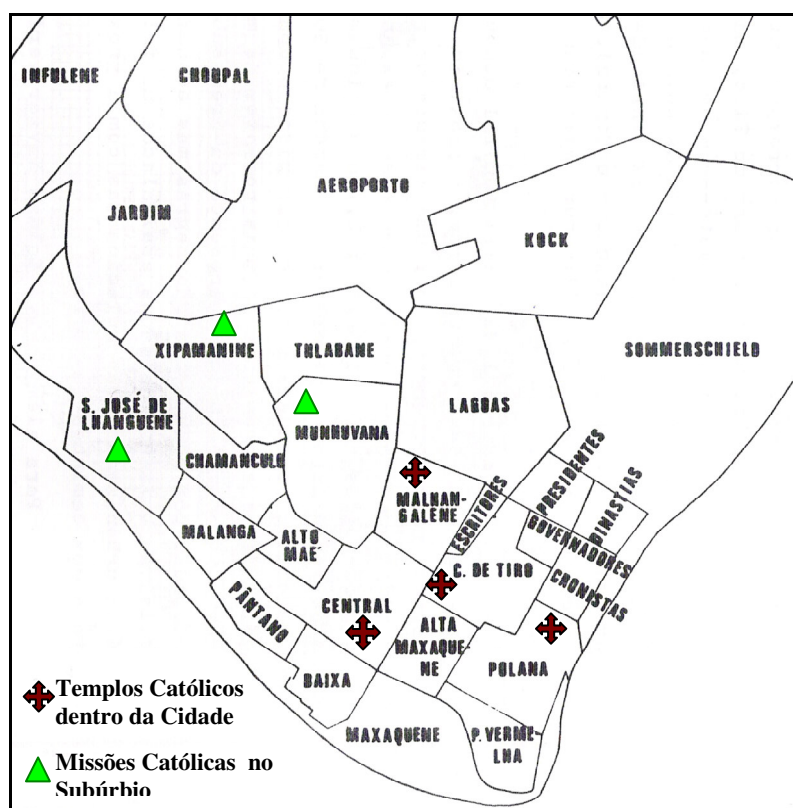 INFULENE
CHOUPAL
JARDIM
AEROPORTO
KOCK
XIPAMANINE
THLABANE
SOMMERSCHIELD
S. JOSÉ DE
LHANGUENE
LAGOAS
MUNHUVANA
CHAMANCULO
MALHAN-
GALENE
ESCRITORES
PRESIDENTES
DINASTIAS
GOVERNADORES
CRONISTAS
MALANGA
ALTO
MAÉ
C. DE TIRO
PÂNTANO
CENTRAL
ALTA
MAXAQUE-
NE
POLANA
BAIXA
MAXAQUENE
P. VERME-
LHA
Templos Católicos
dentro da Cidade
Missões Católicas no
Subúrbio